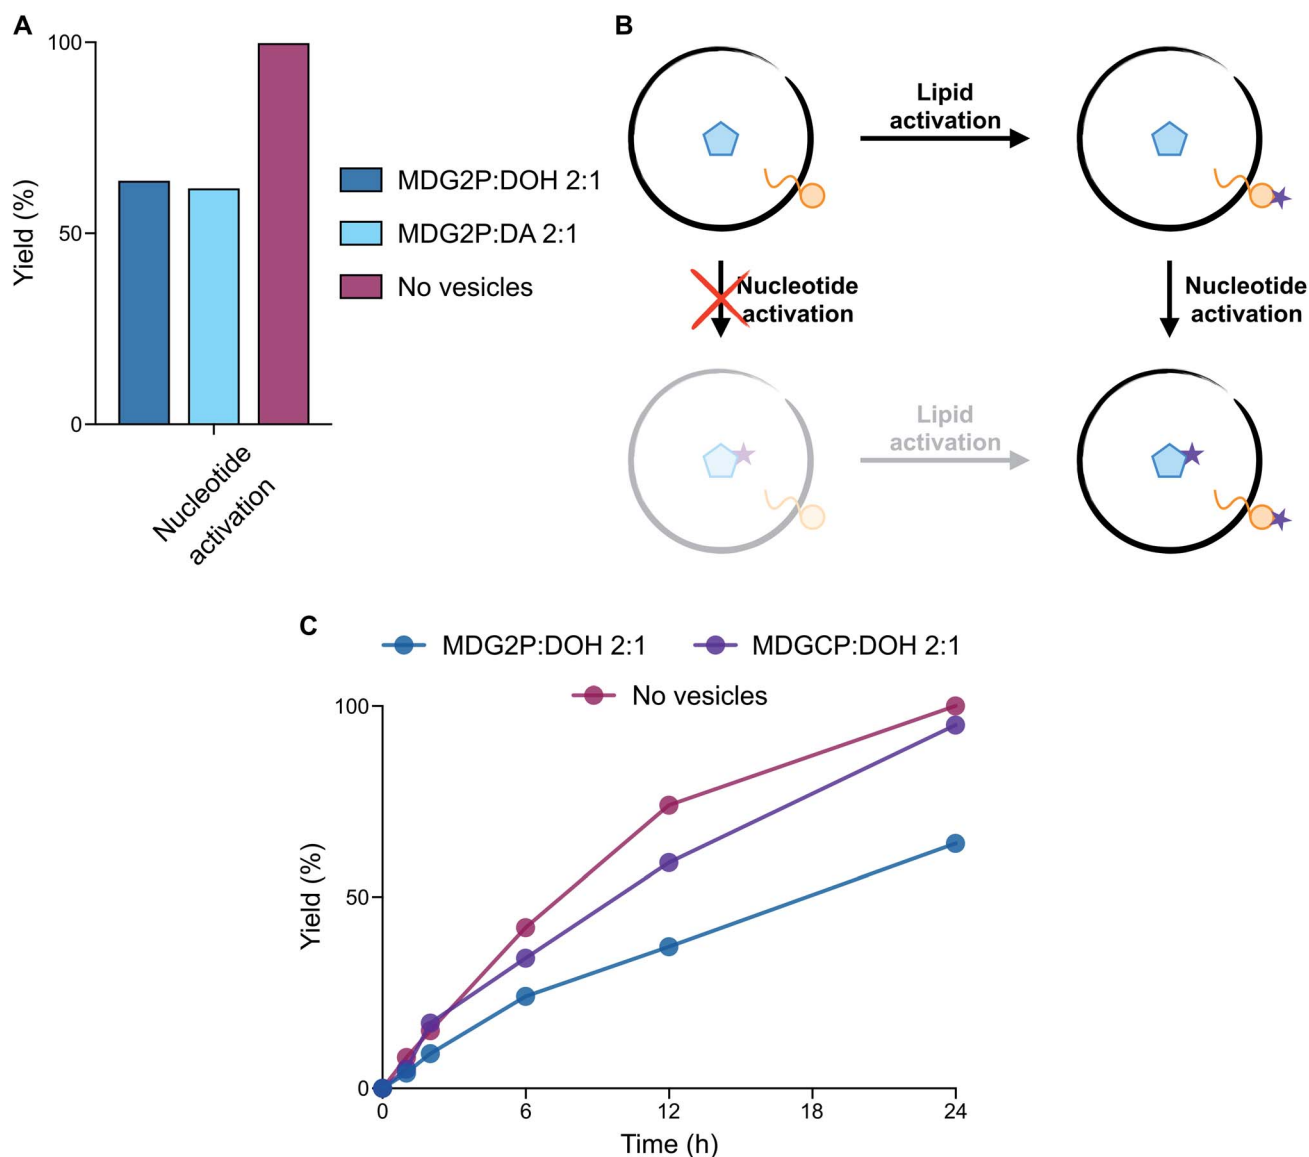 A
100
50
0
Yield (%)
Nucleotide
activation
MDG2P:DOH 2:1
MDG2P:DA 2:1
No vesicles
B
Lipid
activation
Nucleotide
activation
Nucleotide
activation
Lipid
activation
C
MDG2P:DOH 2:1
MDGCP:DOH 2:1
No vesicles
100
50
0
Yield (%)
0
6
12
18
24
Time (h)